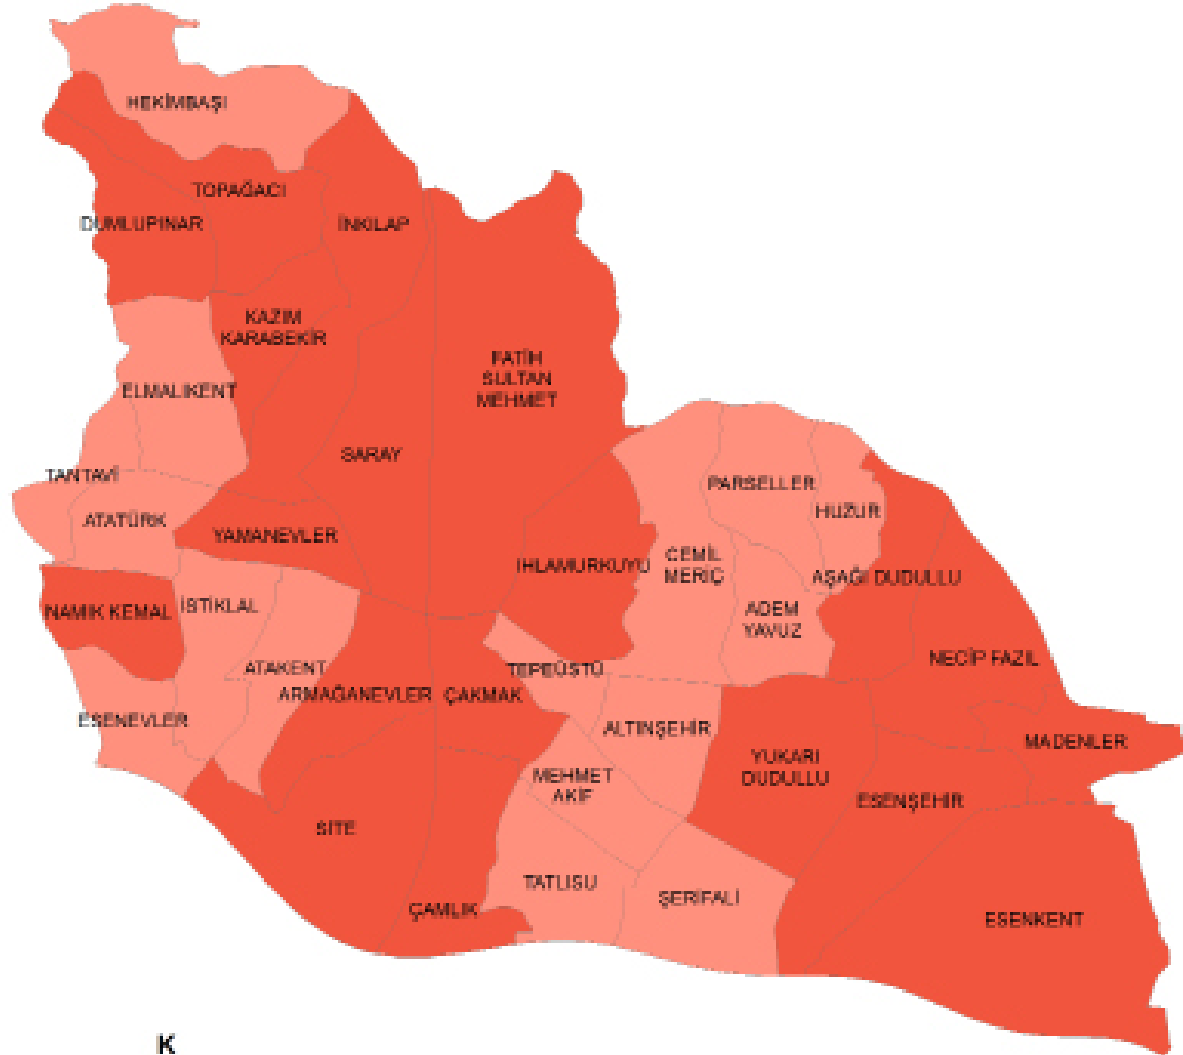 HEKİMBAŞI
TOPAĞACI
DUMLUPINAR
İNKILAP
KAZIM
KARABEKİR
FATİH
SULTAN
MEHMET
ELMALIKENT
SARAY
TANTAVİ
PARSELLER
HUZUR
ATATÜRK
YAMANEVLER
IHLAMURKUYU
CEMİL
MERİÇ
AŞAĞI DUDULLU
NAMIK KEMAL
İSTİKLAL
ADEM
YAVUZ
NECİP FAZIL
ATAKENT
TEPEÜSTÜ
ARMAĞANEVLER
ÇAKMAK
ESENEVLER
ALTINŞEHİR
MADENLER
YUKARI
DUDULLU
MEHMET
AKİF
ESENŞEHİR
SİTE
TATLISU
ŞERİFALİ
ÇAMLIK
ESENKENT
K